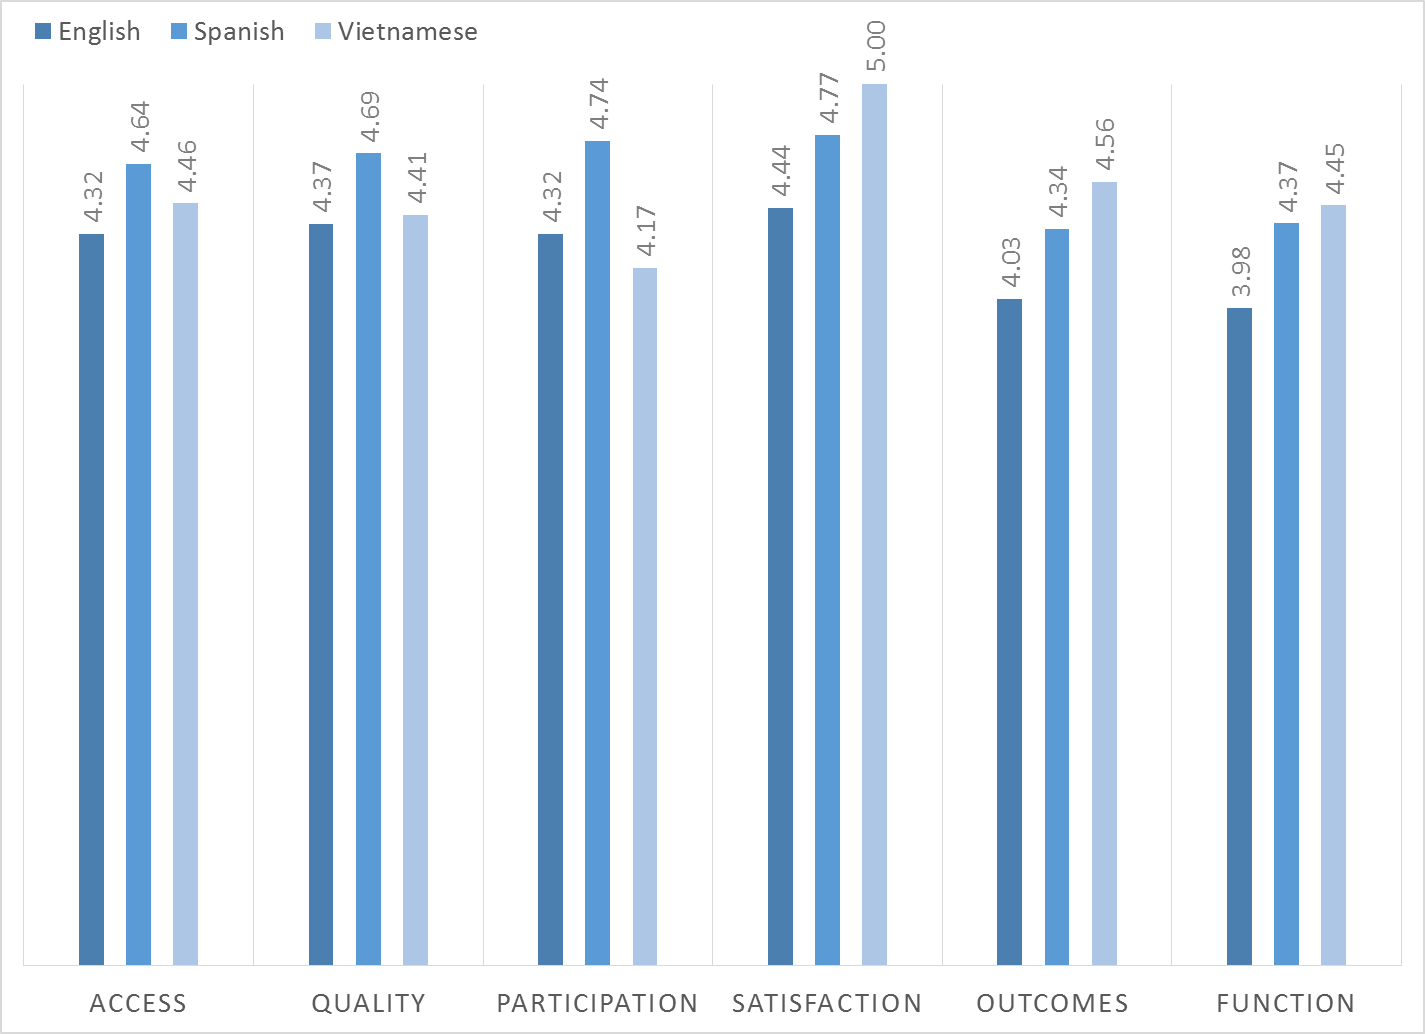 English Spanish Vietnamese
4.32 4.64 4.46
4.37 4.69 4.41
4.32 4.74 4.17
4.44 4.77 5.00
4.03 4.34 4.56
3.98 4.37 4.45
ACCESS QUALITY PARTICIPATION SATISFACTION OUTCOMES FUNCTION